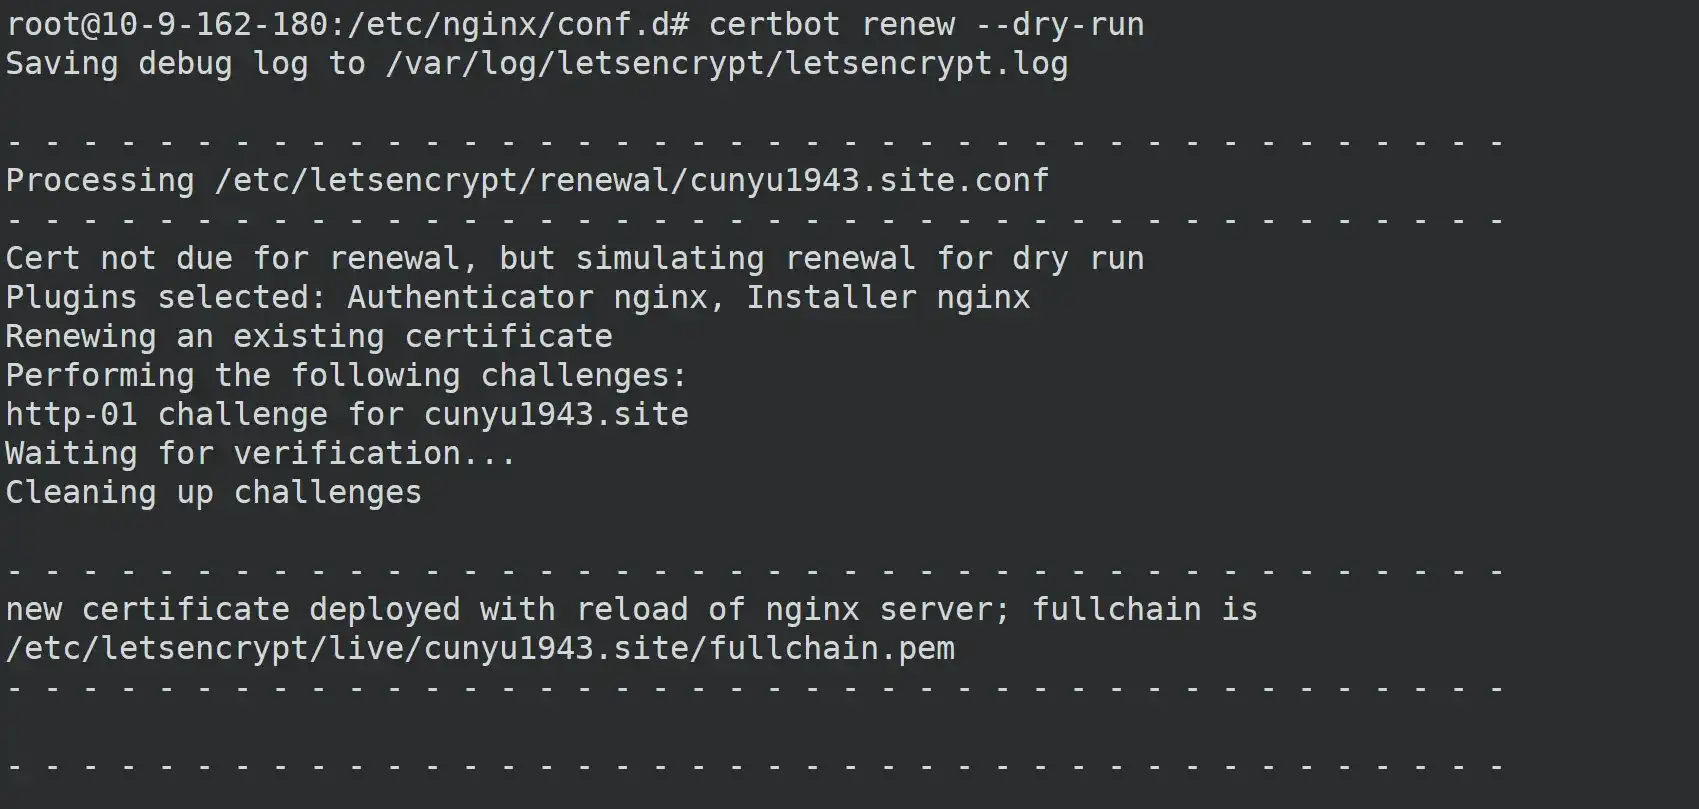 root@10-9-162-180:/etc/nginx/conf.d# certbot renew --dry-run
Saving debug log to /var/log/letsencrypt/letsencrypt.log
- - - - - - - - - - - - - - - - - - - - - - - - - - - - - - - - - - - - - - - -
Processing /etc/letsencrypt/renewal/cunyu1943.site.conf
- - - - - - - - - - - - - - - - - - - - - - - - - - - - - - - - - - - - - - - -
Cert not due for renewal, but simulating renewal for dry run
Plugins selected: Authenticator nginx, Installer nginx
Renewing an existing certificate
Performing the following challenges:
http-01 challenge for cunyu1943.site
Waiting for verification...
Cleaning up challenges
- - - - - - - - - - - - - - - - - - - - - - - - - - - - - - - - - - - - - - - -
new certificate deployed with reload of nginx server; fullchain is
/etc/letsencrypt/live/cunyu1943.site/fullchain.pem
- - - - - - - - - - - - - - - - - - - - - - - - - - - - - - - - - - - - - - - -
- - - - - - - - - - - - - - - - - - - - - - - - - - - - - - - - - - - - - - - -